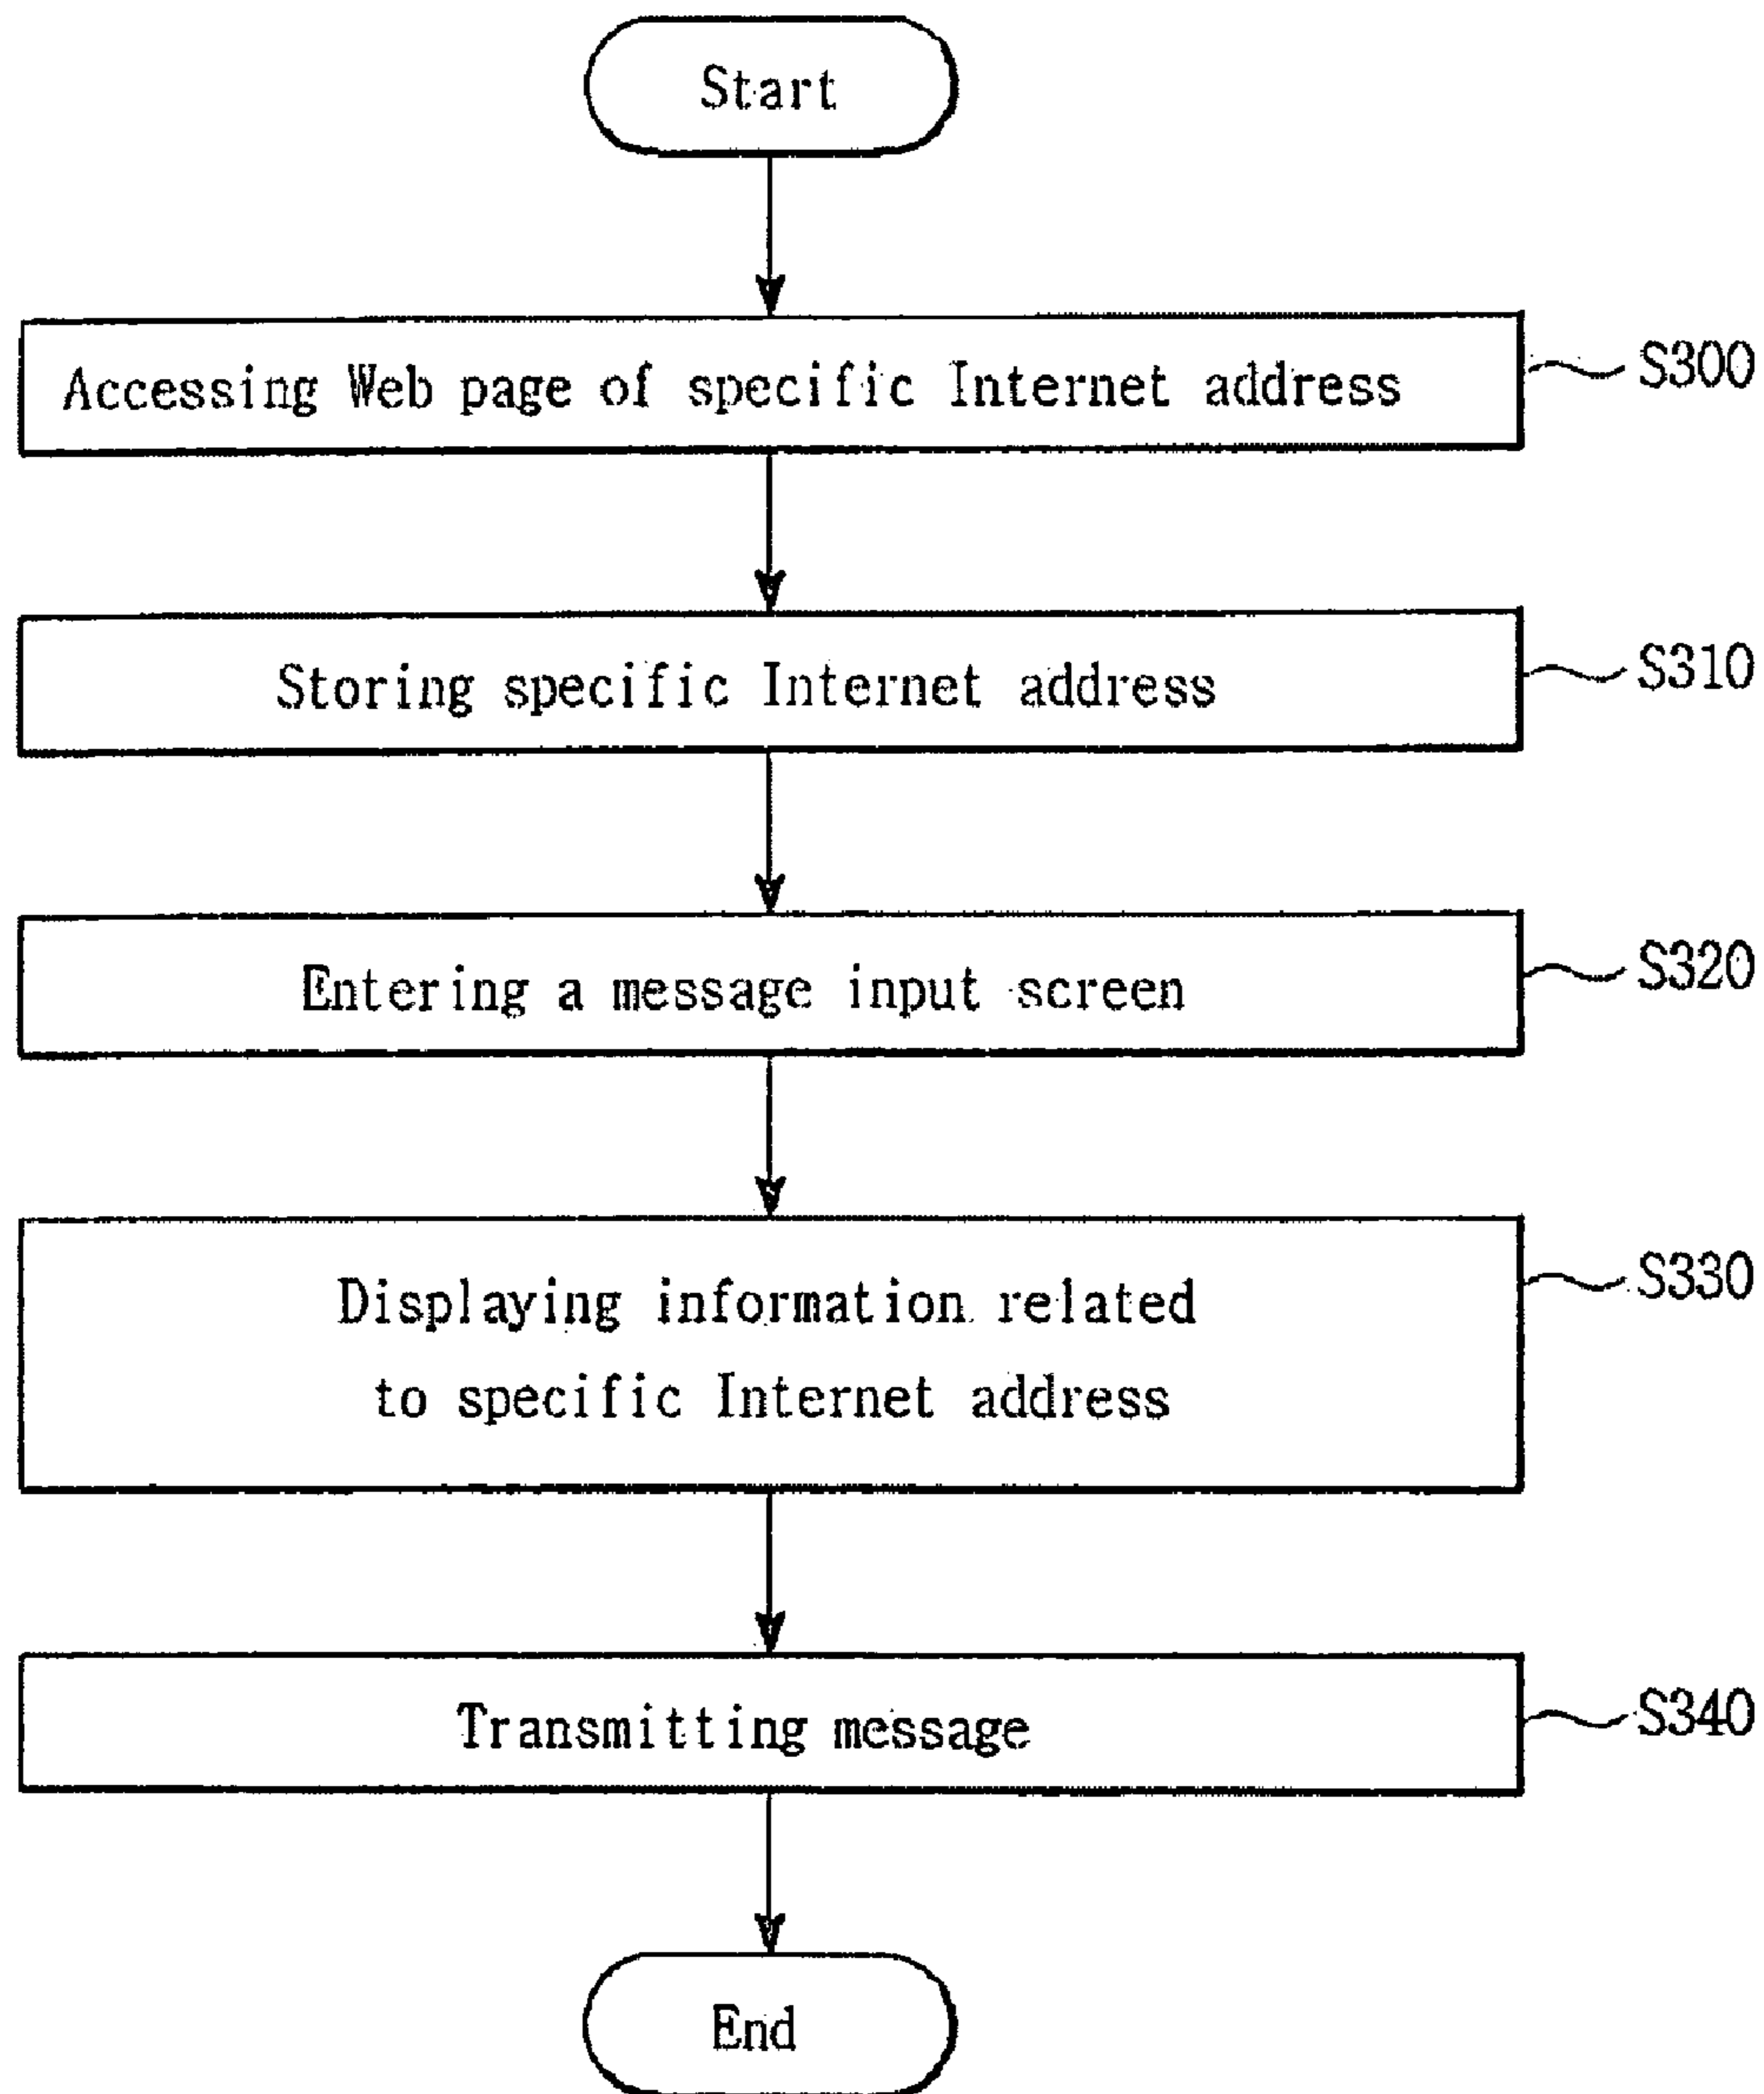 Start
Accessing Web page of specific Internet address
S300
Storing specific Internet address
S310
Entering a message input screen
S320
Displaying information related
to specific Internet address
S330
Transmitting message
S340
End